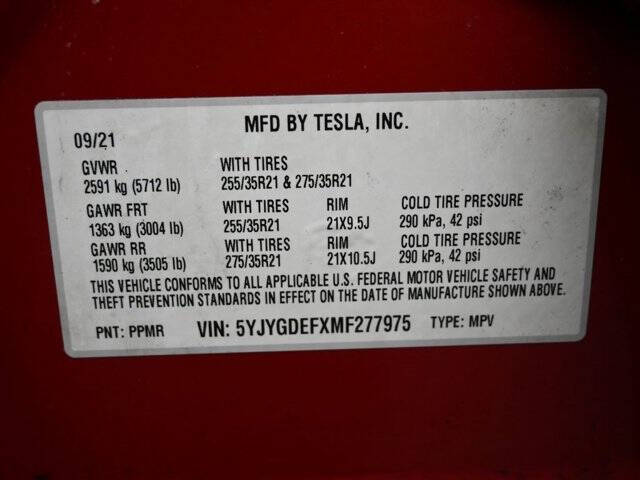 MFD BY TESLA, INC.
09/21
GVWR WITH TIRES
2591 kg (5712 lb) 255/35R21 & 275/35R21
GAWR FRT WITH TIRES RIM COLD TIRE PRESSURE
1363 kg (3004 lb) 255/35R21 21X9.5J 290 kPa, 42 psi
GAWR RR WITH TIRES RIM COLD TIRE PRESSURE
1590 kg (3505 lb) 275/35R21 21X10.5J 290 kPa, 42 psi
THIS VEHICLE CONFORMS TO ALL APPLICABLE U.S. FEDERAL MOTOR VEHICLE SAFETY AND
THEFT PREVENTION STANDARDS IN EFFECT ON THE DATE OF MANUFACTURE SHOWN ABOVE.
PNT: PPMR VIN: 5YJYGDEFXMF277975 TYPE: MPV